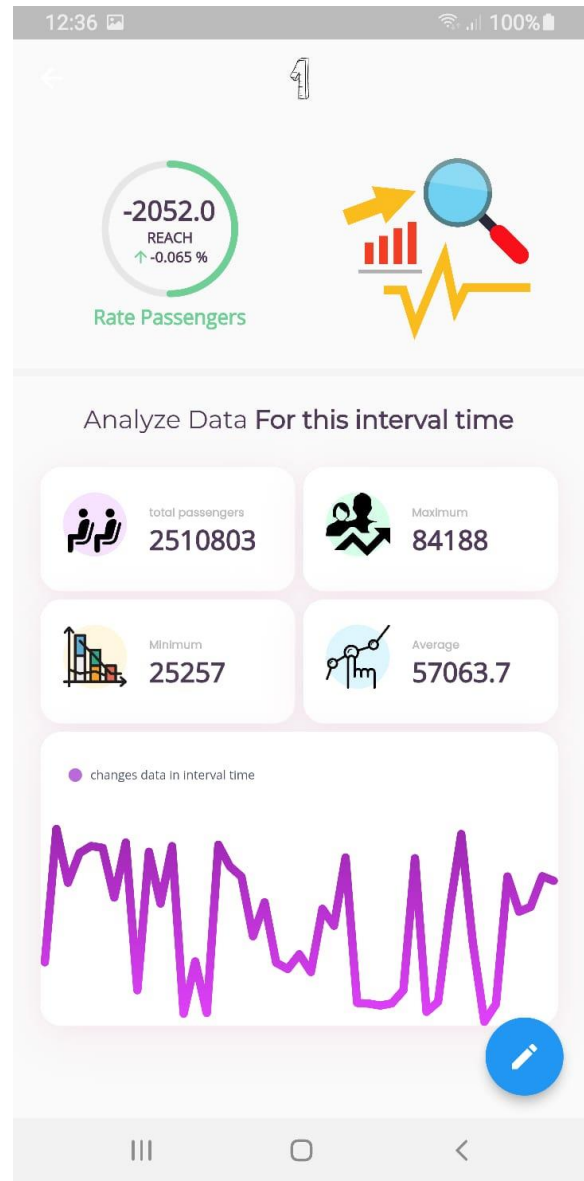 12:36 100%
1
-2052.0
REACH
↑ -0.065 %
Rate Passengers
Analyze Data For this interval time
total passengers
2510803
Maximum
84188
Minimum
25257
Average
57063.7
changes data in interval time